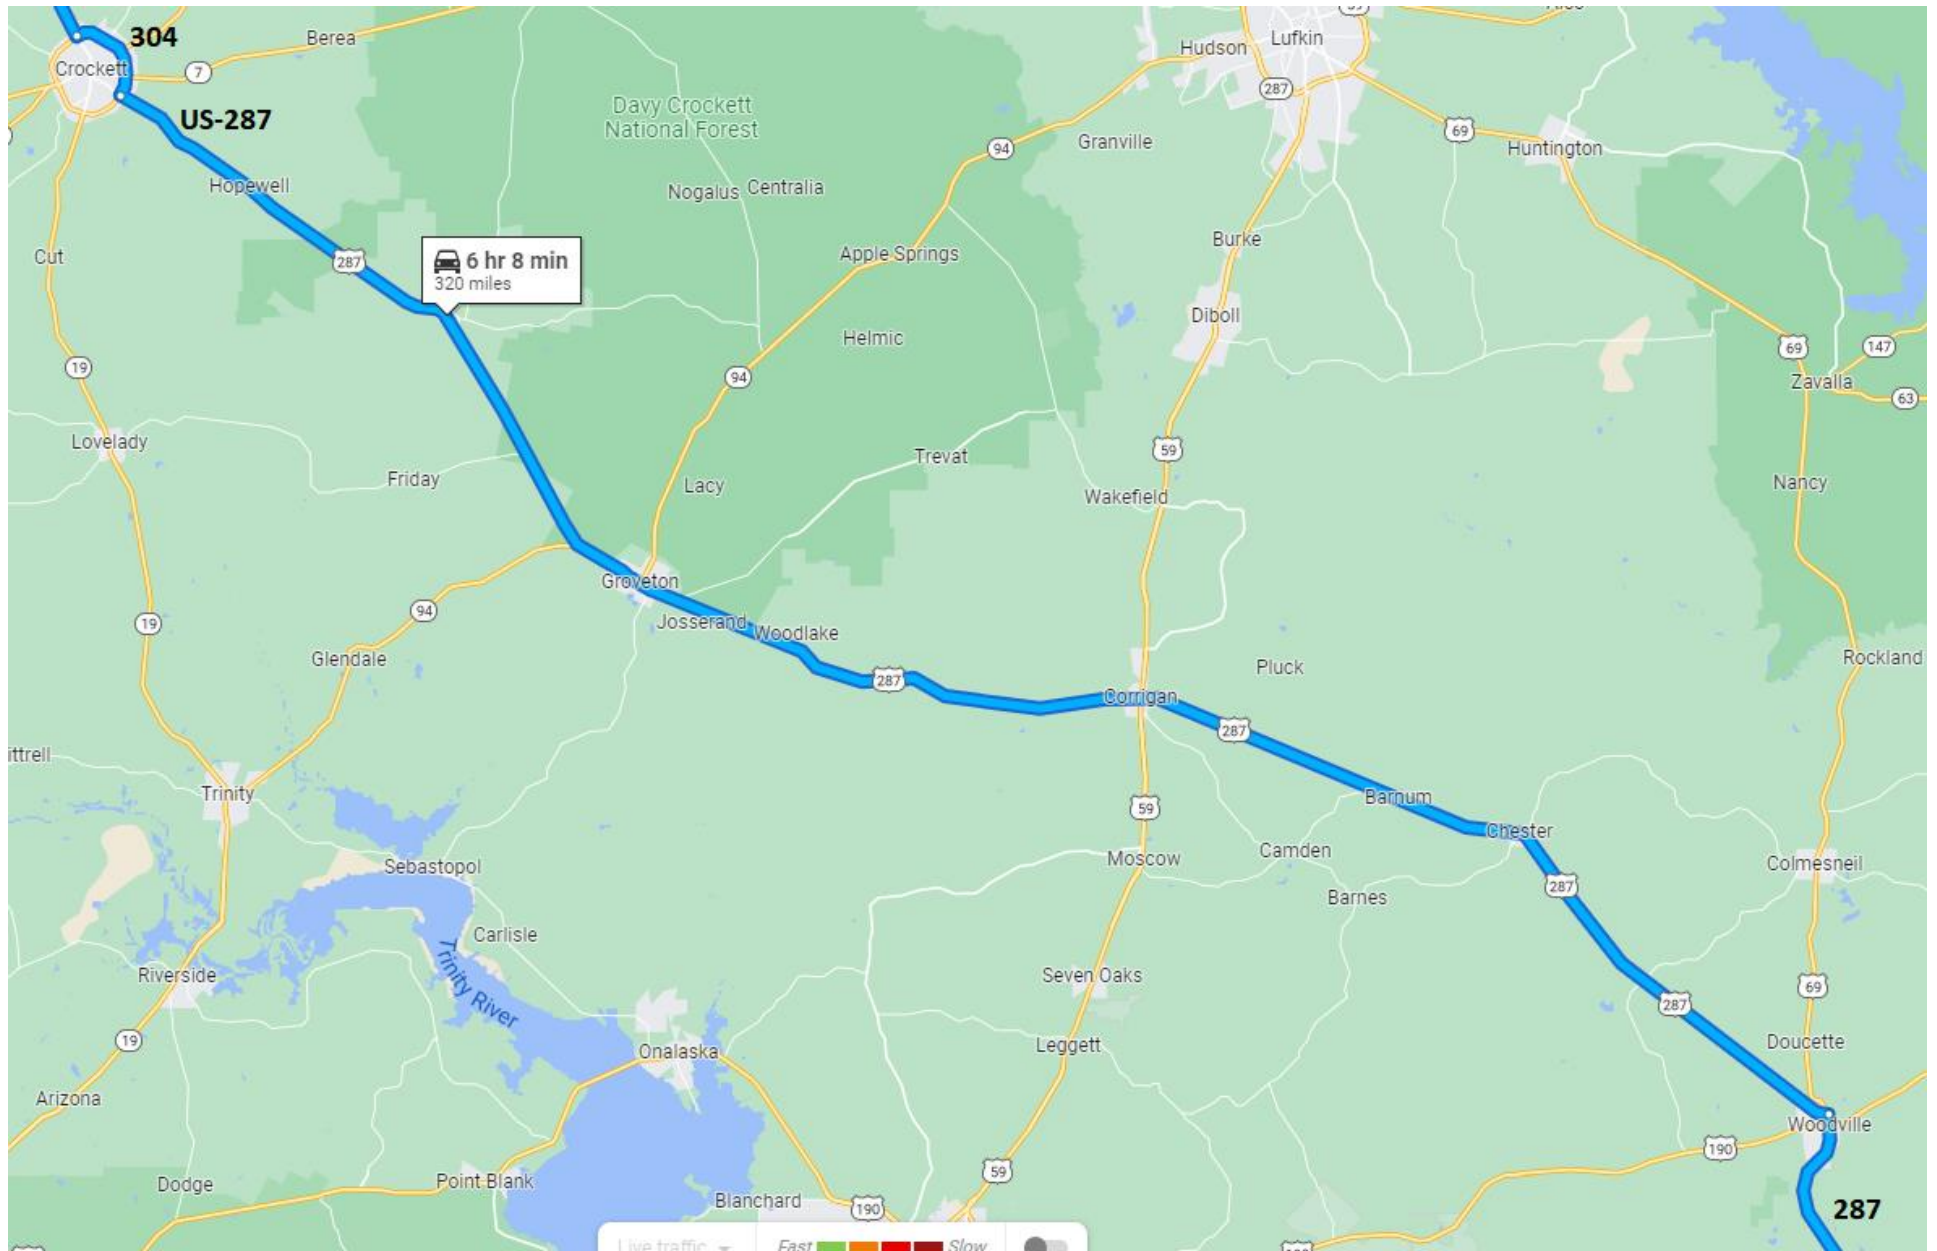 304
Berea
Crockett
7
US-287
Hopewell
Davy Crockett
National Forest
Hudson
Lufkin
287
69
Huntington
94
Granville
Nogalus
Centralia
Cut
287
6 hr 8 min
320 miles
Apple Springs
Burke
Diboll
Helmic
19
94
69
147
Zavalla
63
Lovelady
Friday
Lacy
Trevat
59
Wakefield
Nancy
Groveton
94
19
Josserand
Woodlake
Glendale
287
Corrigan
Pluck
Rockland
287
ittrell
Trinity
Barnum
59
Chester
Moscow
Camden
Colmesneil
Sebastopol
287
Barnes
Carlisle
Trinity River
Riverside
Seven Oaks
69
287
19
Onalaska
Leggett
Doucette
Arizona
Woodville
190
Dodge
Point Blank
59
Blanchard
190
287
Live traffic
Fast
Slow